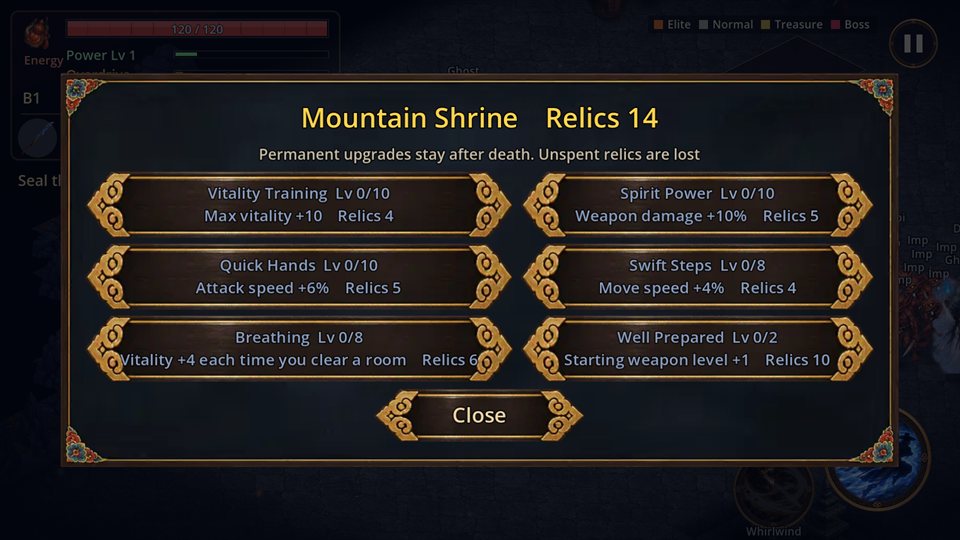 120 / 120
Elite
Normal
Treasure
Boss
Energy
Power Lv 1
Overdrive
Ghost
B1
Mountain Shrine Relics 14
Permanent upgrades stay after death. Unspent relics are lost
Vitality Training Lv 0/10
Max vitality +10 Relics 4
Spirit Power Lv 0/10
Weapon damage +10% Relics 5
Quick Hands Lv 0/10
Attack speed +6% Relics 5
Swift Steps Lv 0/8
Move speed +4% Relics 4
Breathing Lv 0/8
Vitality +4 each time you clear a room Relics 6
Well Prepared Lv 0/2
Starting weapon level +1 Relics 10
Close
Seal
Imp
Imp
Imp
Imp
Whirlwind